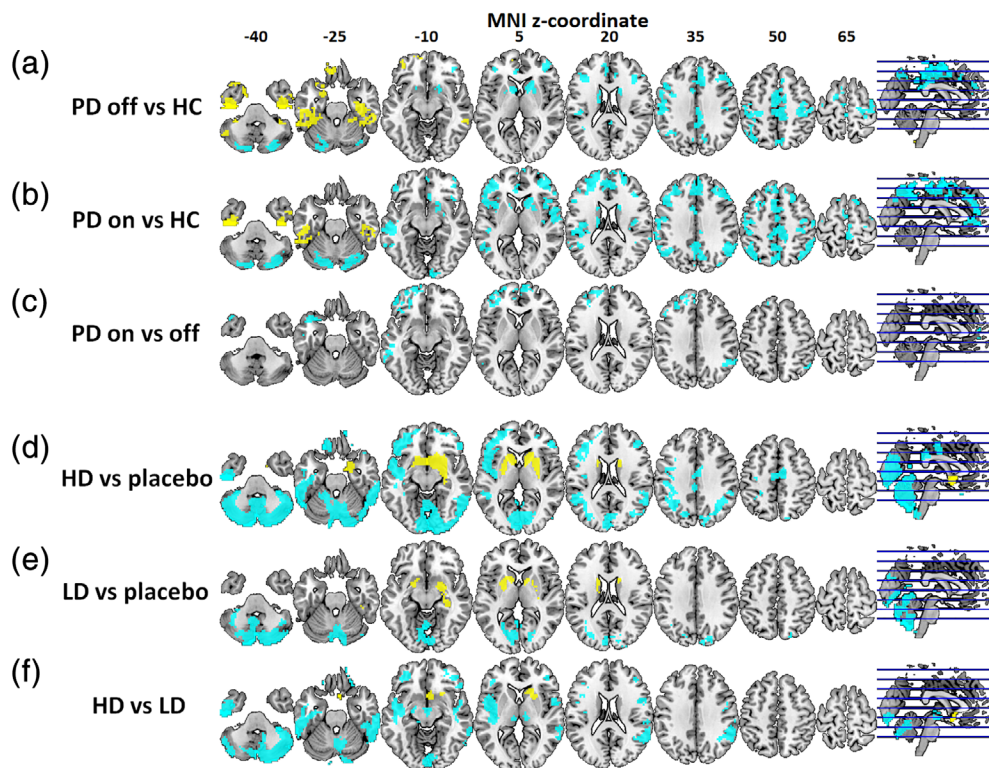 MNI z-coordinate
-40 -25 -10 5 20 35 50 65
(a)
PD off vs HC
(b)
PD on vs HC
(c)
PD on vs off
(d)
HD vs placebo
(e)
LD vs placebo
(f)
HD vs LD